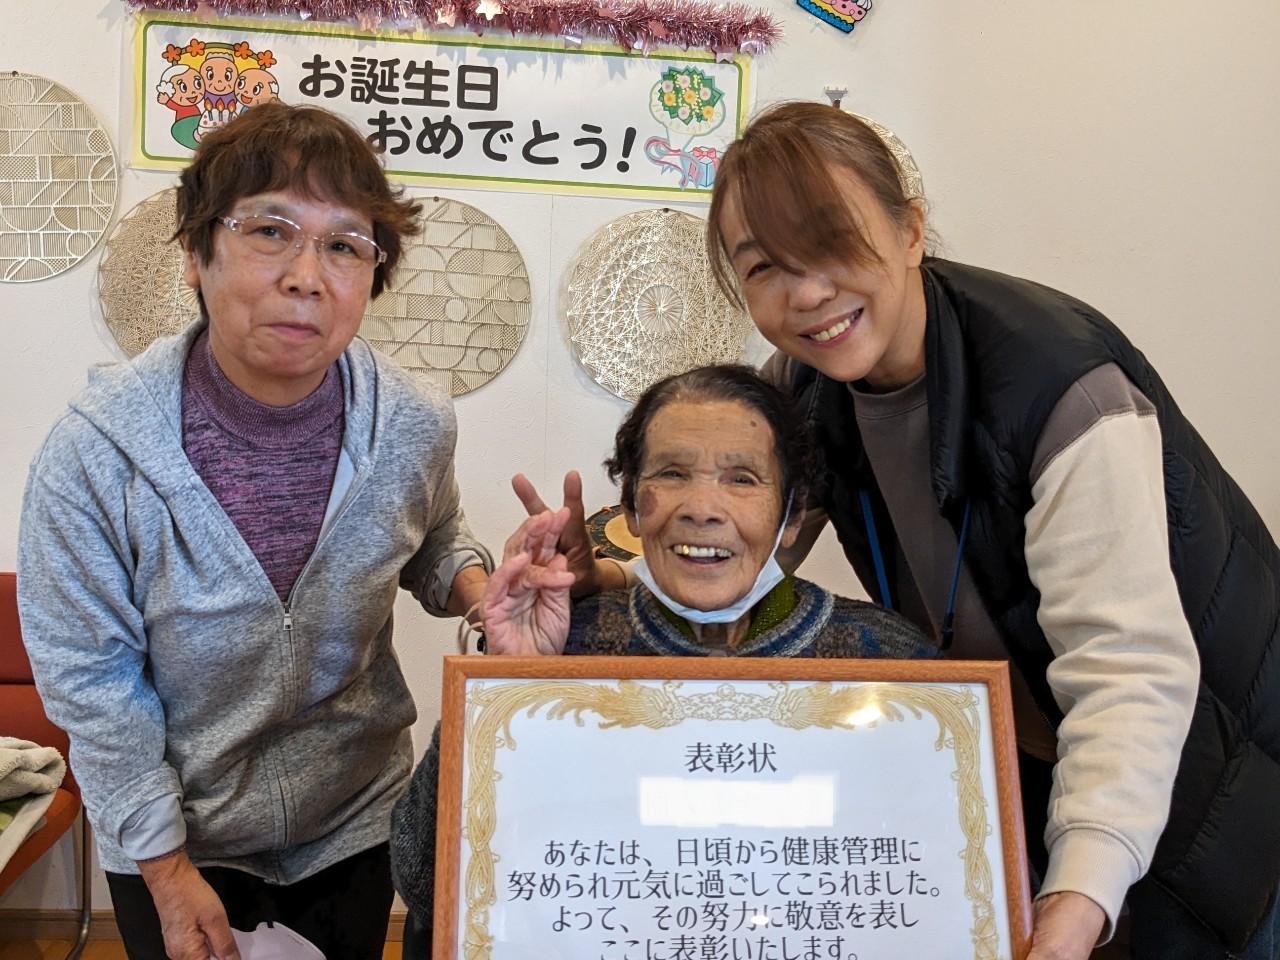 お誕生日
おめでとう!
表彰状
あなたは、日頃から健康管理に
努められ元気に過ごしてこられました。
よって、その努力に敬意を表し
ここに表彰いたします。